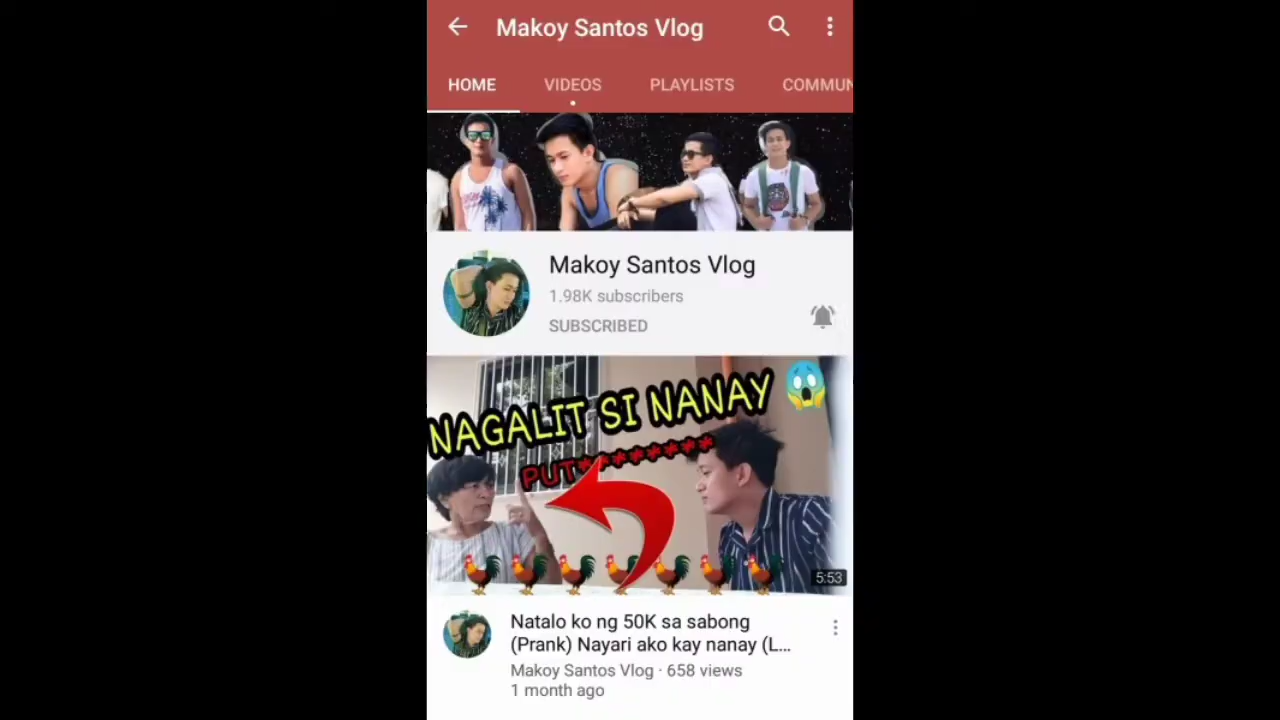 Makoy Santos Vlog
HOME VIDEOS PLAYLISTS COMMUN
Makoy Santos Vlog
1.98K subscribers
SUBSCRIBED
NAGALIT SI NANAY
PUT*********
5:53
Natalo ko ng 50K sa sabong
(Prank) Nayari ako kay nanay (L...
Makoy Santos Vlog · 658 views
1 month ago